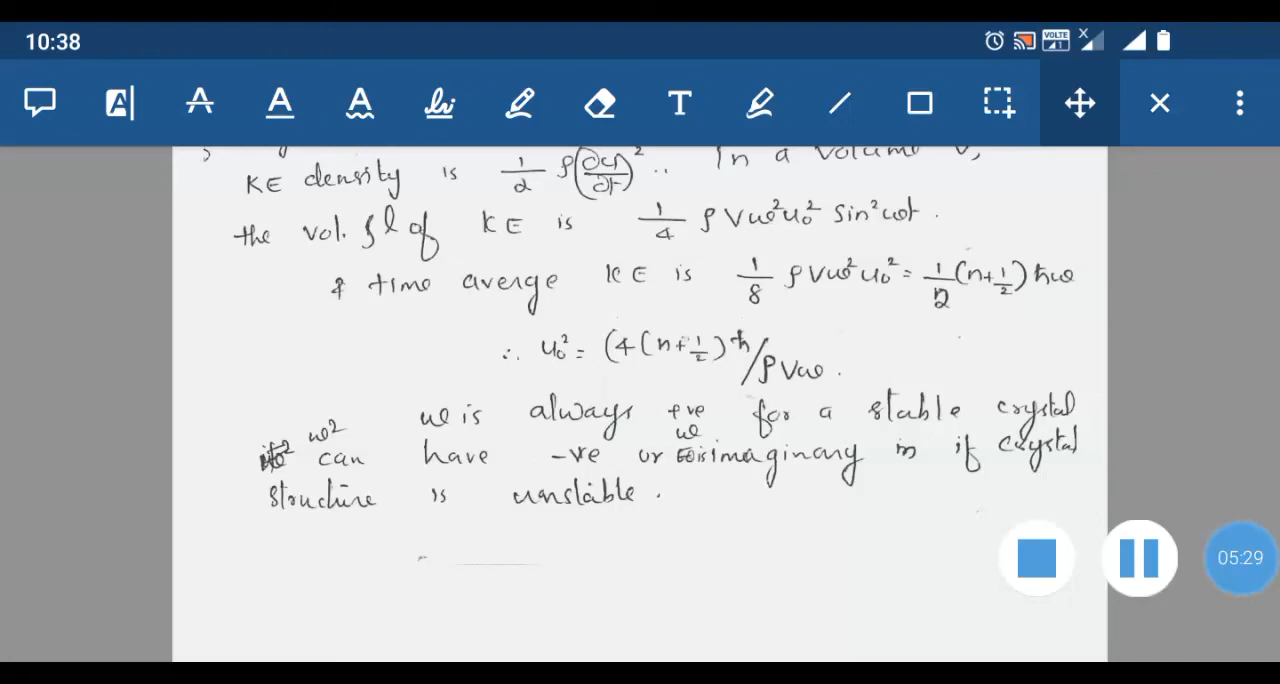 10:38
VOLTE
KE density is 1/2 ρ(∂u/∂t)² .. In a volume V,
the vol. ∫l of KE is 1/4 ρVω²u₀² sin²ωt.
& time average KE is 1/8 ρVω²u₀² = 1/2 (n+1/2)ħω
∴ u₀² = (4(n+1/2)ħ/ρVω.
ω is always +ve for a stable crystal
ω² can have -ve or ω imaginary if crystal
structure is unstable.
05:29